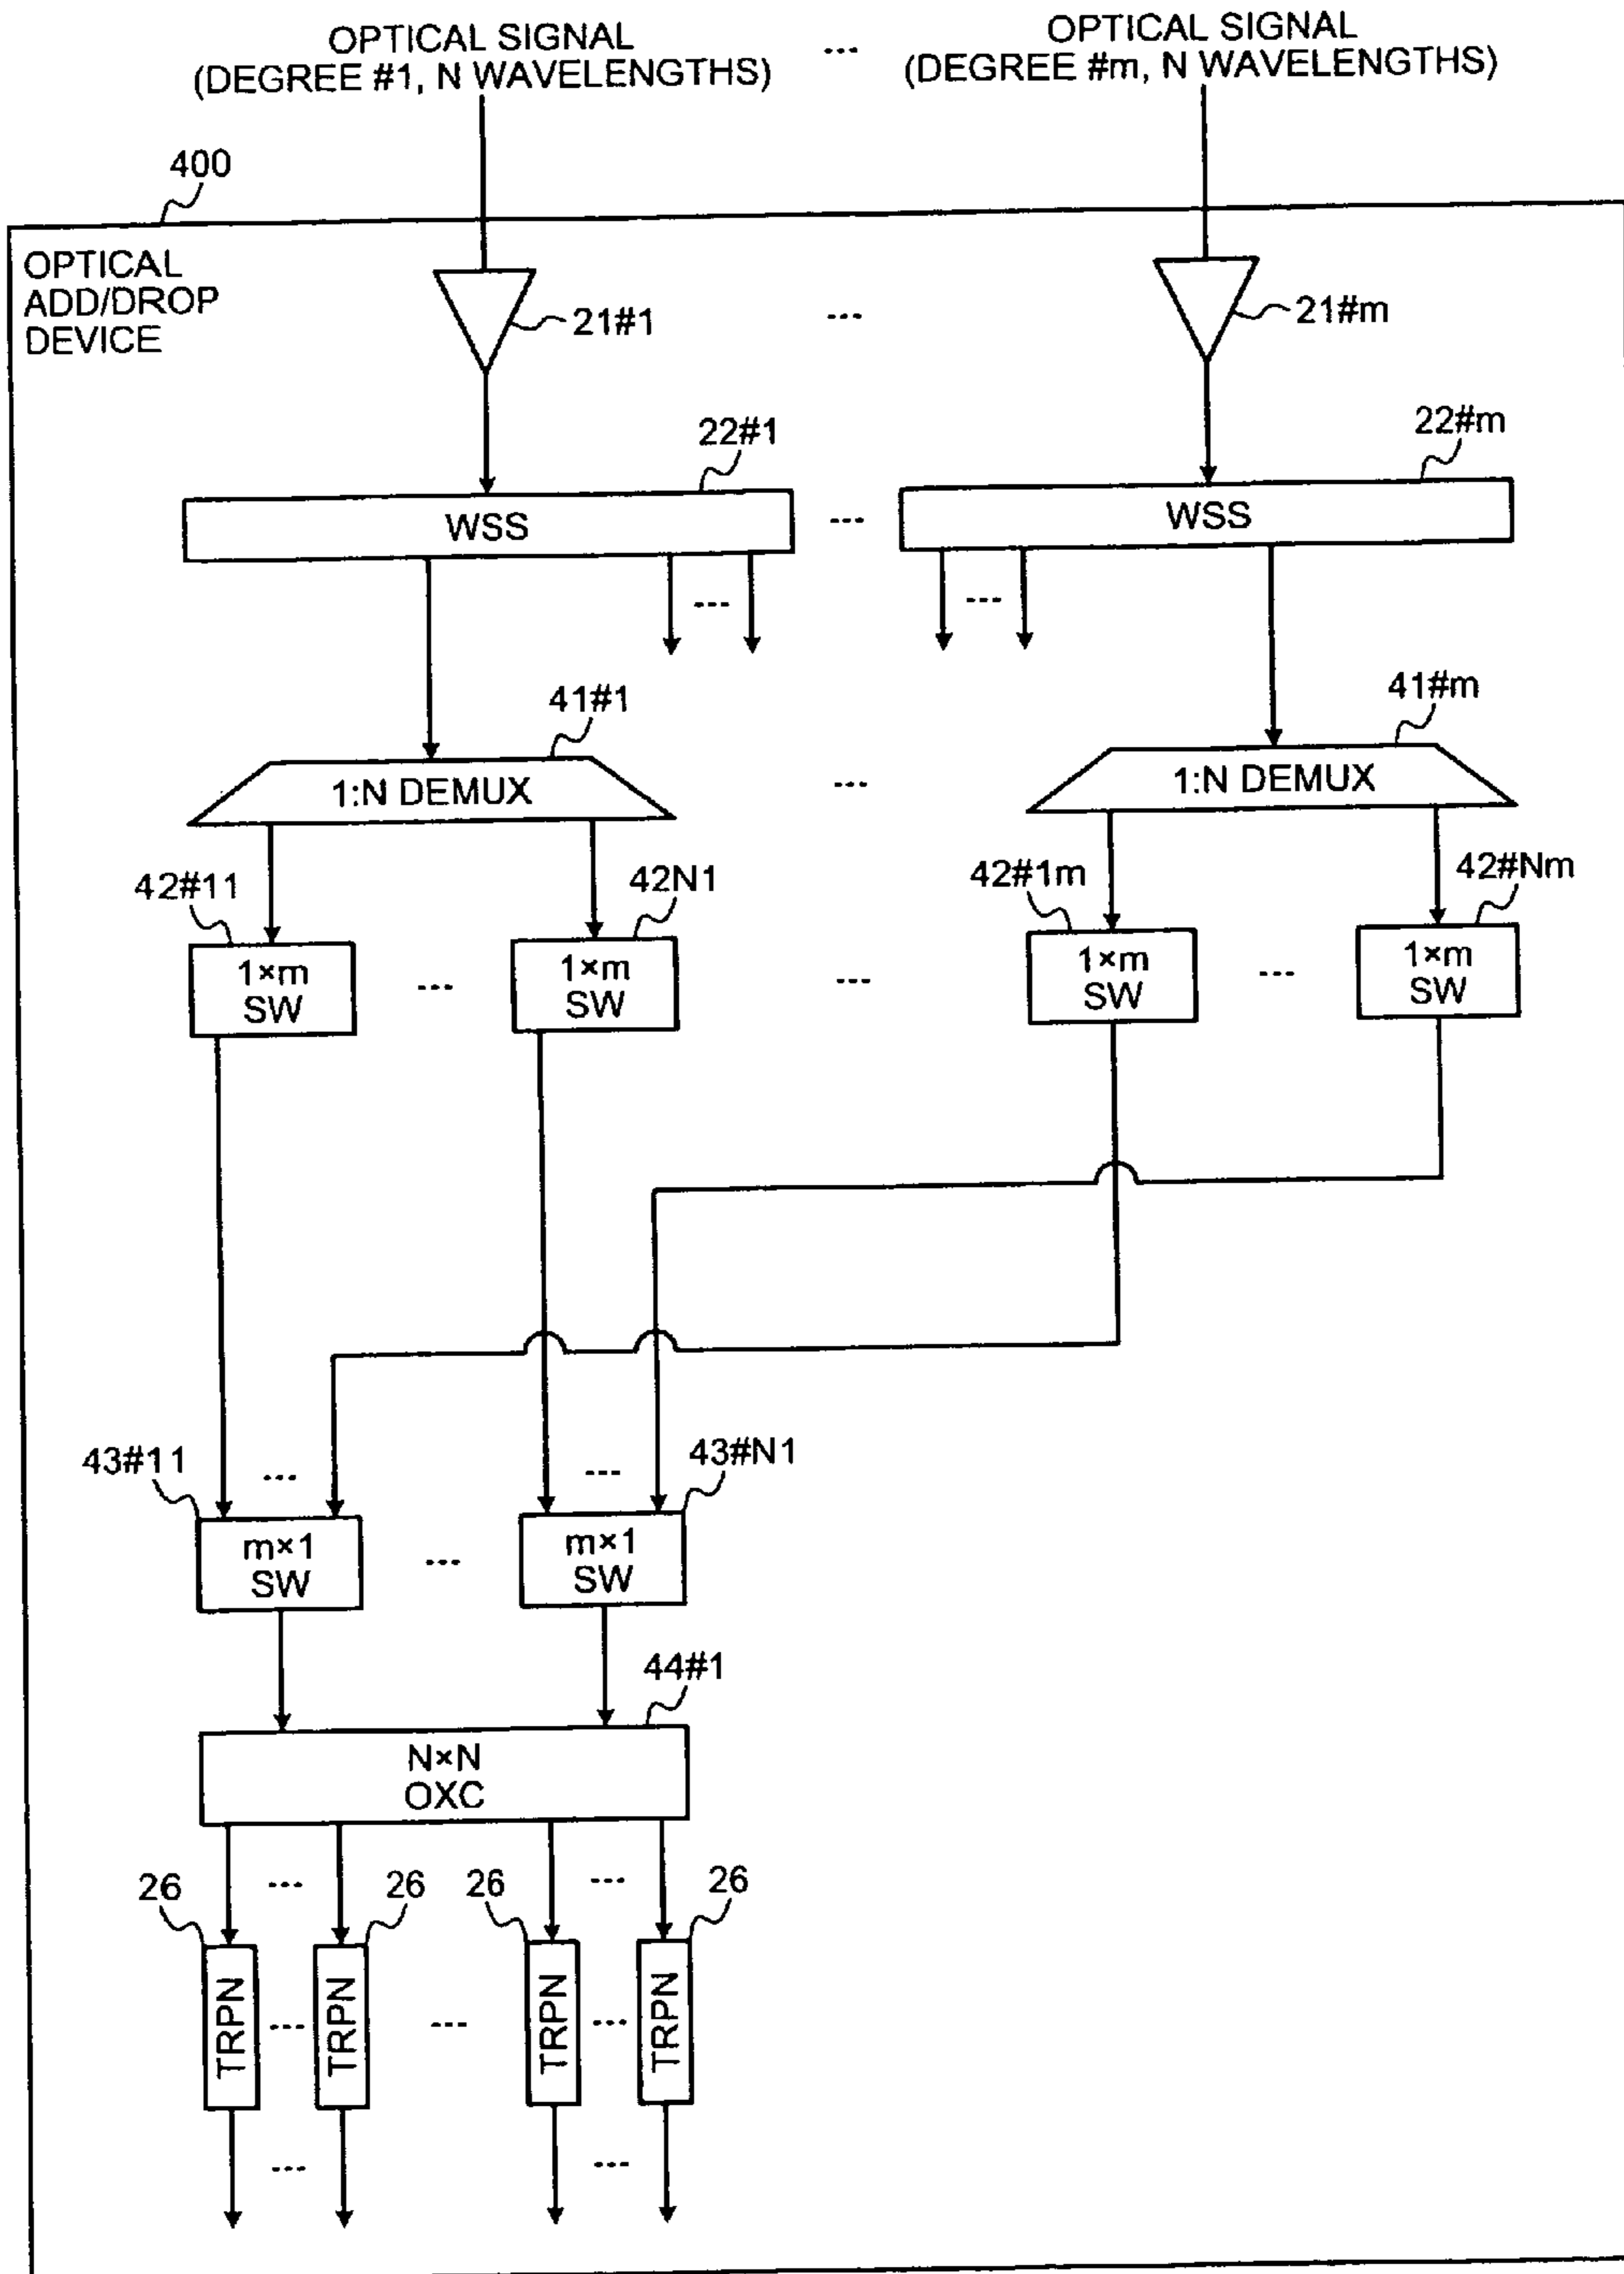 OPTICAL SIGNAL
(DEGREE #1, N WAVELENGTHS)
...
OPTICAL SIGNAL
(DEGREE #m, N WAVELENGTHS)
400
OPTICAL
ADD/DROP
DEVICE
21#1
...
21#m
22#1
22#m
WSS
...
WSS
...
...
41#1
41#m
1:N DEMUX
...
1:N DEMUX
42#11
42N1
42#1m
42#Nm
1×m
SW
...
1×m
SW
...
1×m
SW
...
1×m
SW
43#11
...
...
43#N1
m×1
SW
...
m×1
SW
44#1
N×N
OXC
26
...
26
26
...
26
TRPN
...
TRPN
...
TRPN
...
TRPN
...
...